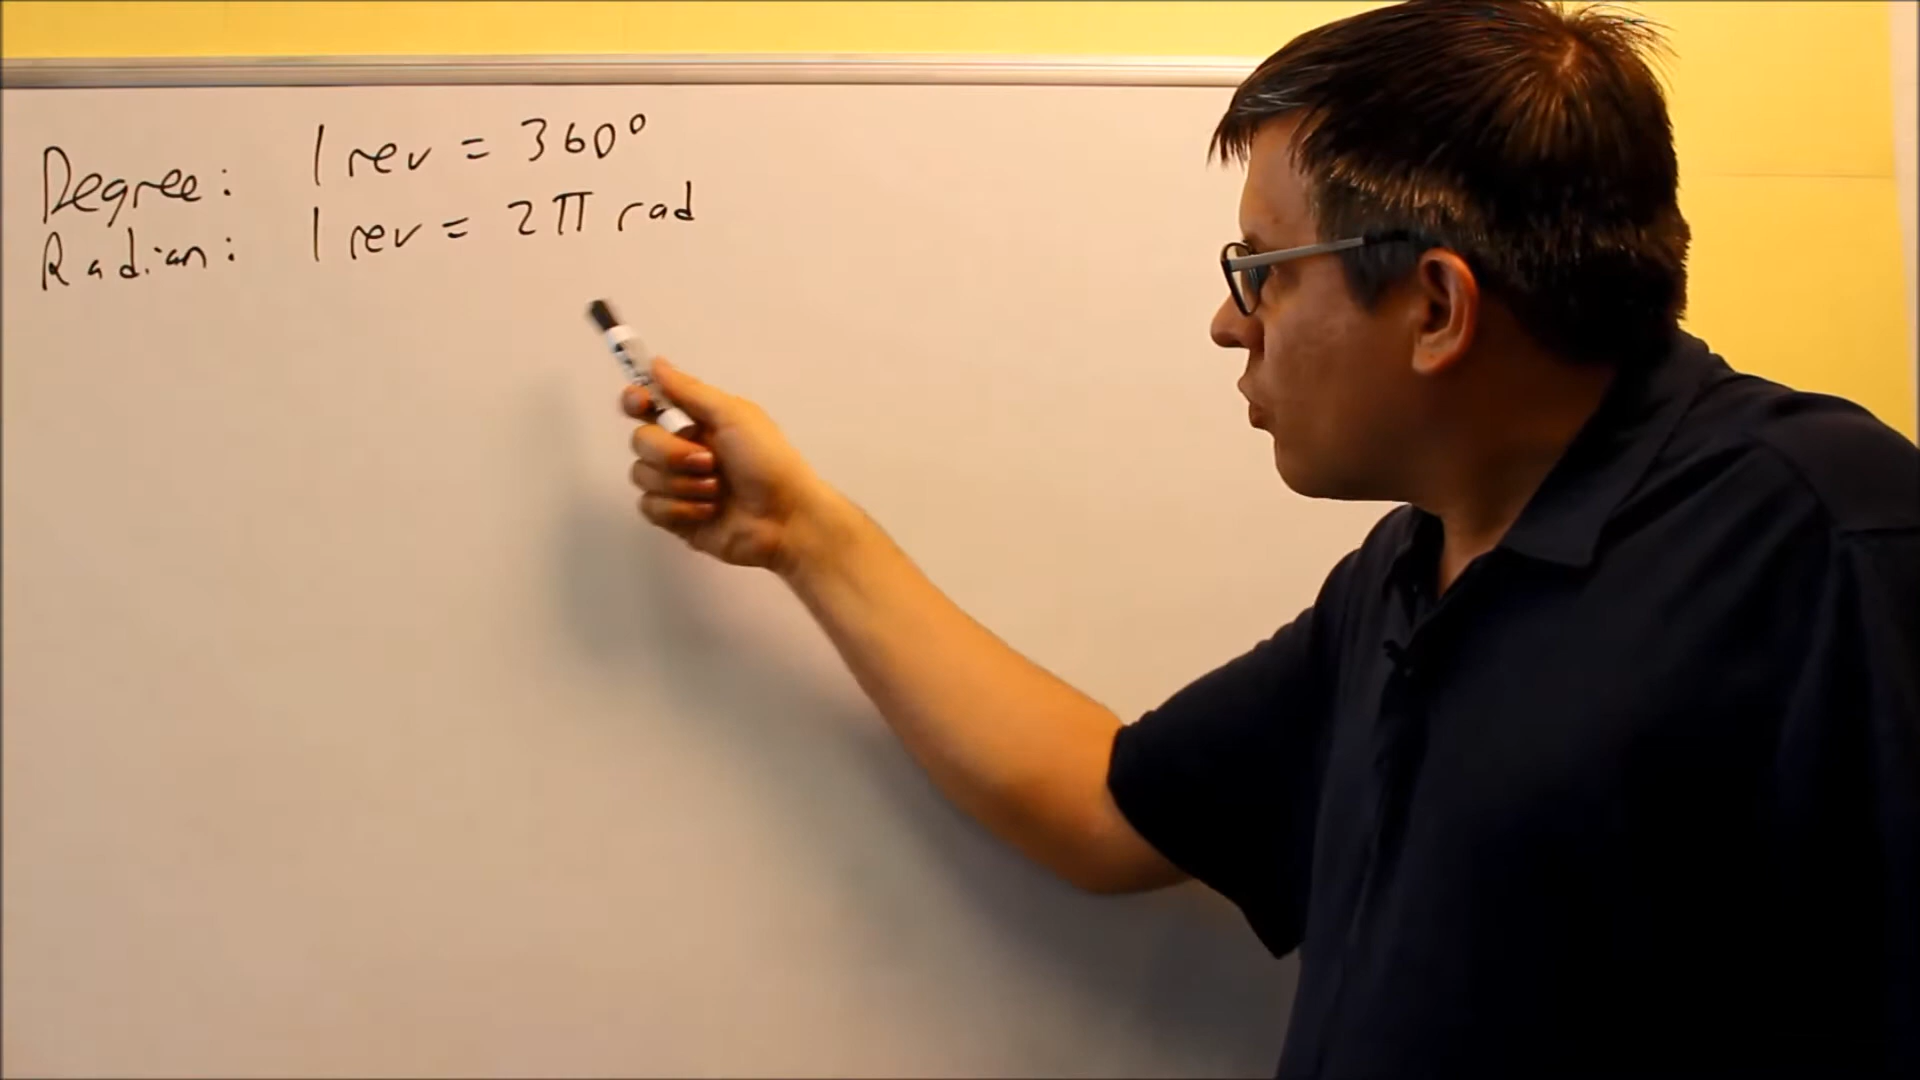 Degree: 1 rev = 360°
Radian: 1 rev = 2π rad